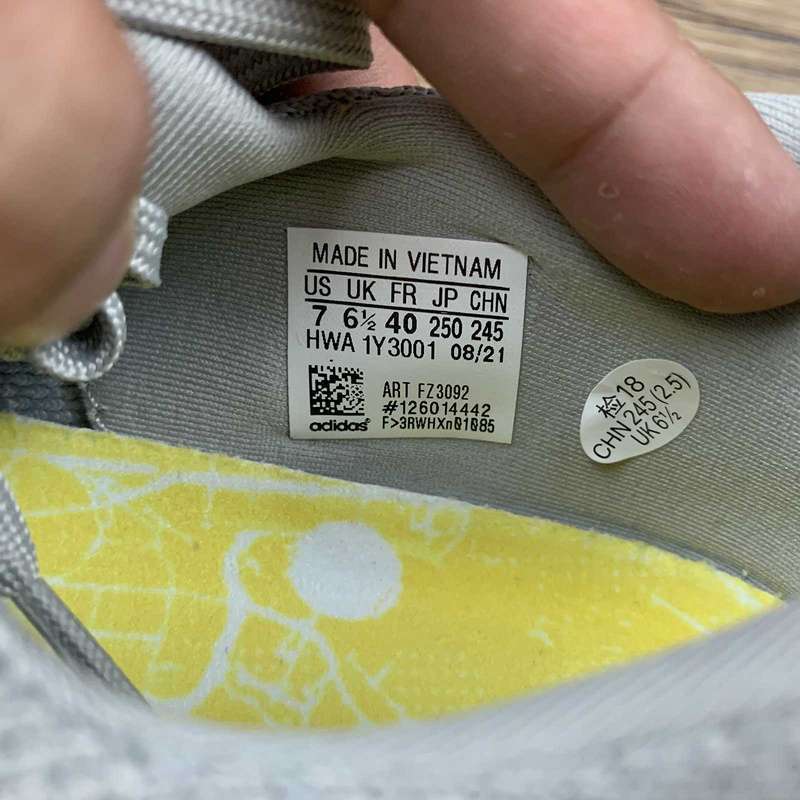 MADE IN VIETNAM
US UK FR JP CHN
7 6½ 40 250 245
HWA 1Y3001 08/21
ART FZ3092
#126014442
adidas® F>3RWHXn01085
检18
CHN 245(2.5)
UK 6½